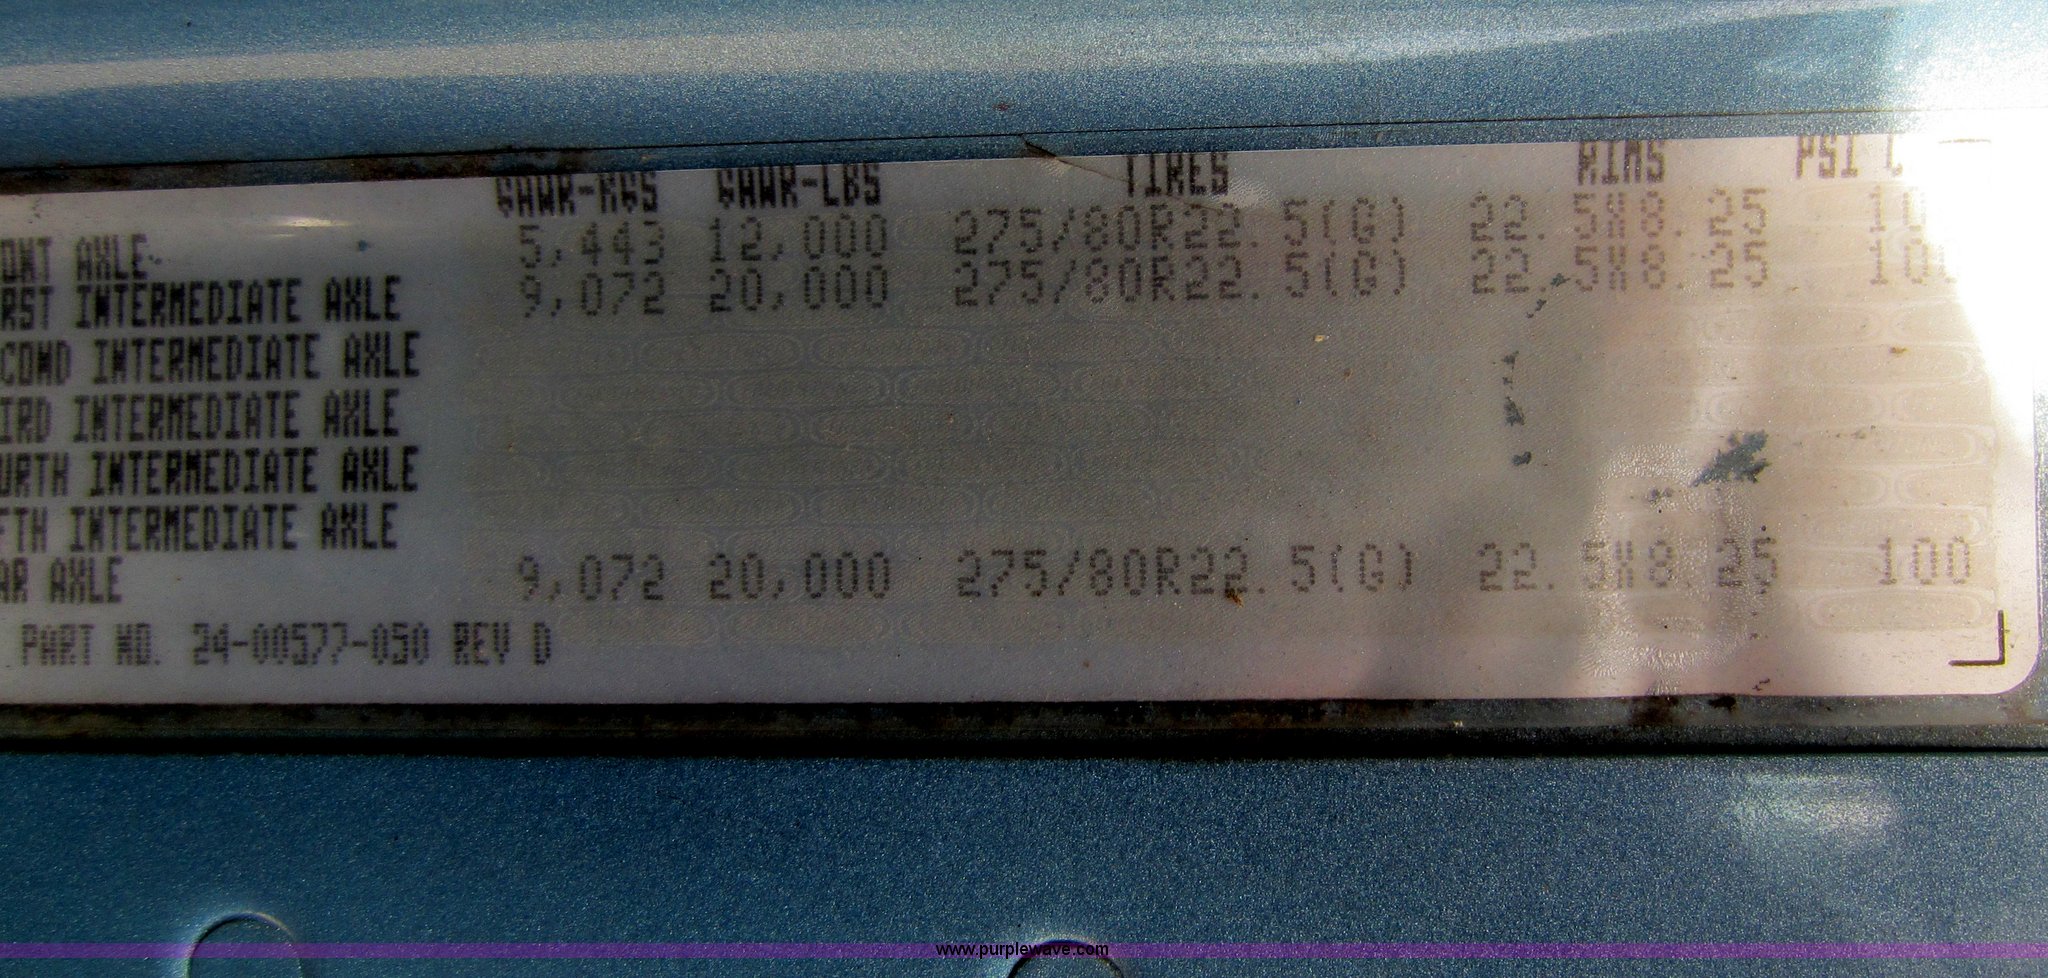 GAWR-KGS GAWR-LBS TIRES RIMS PSI
ONT AXLE 5,443 12,000 275/80R22.5(G) 22.5X8.25 10
RST INTERMEDIATE AXLE 9,072 20,000 275/80R22.5(G) 22.5X8.25 10
COND INTERMEDIATE AXLE
IRD INTERMEDIATE AXLE
URTH INTERMEDIATE AXLE
FTH INTERMEDIATE AXLE
AR AXLE 9,072 20,000 275/80R22.5(G) 22.5X8.25 100
PART NO. 24-00577-050 REV D
www.purplewave.com